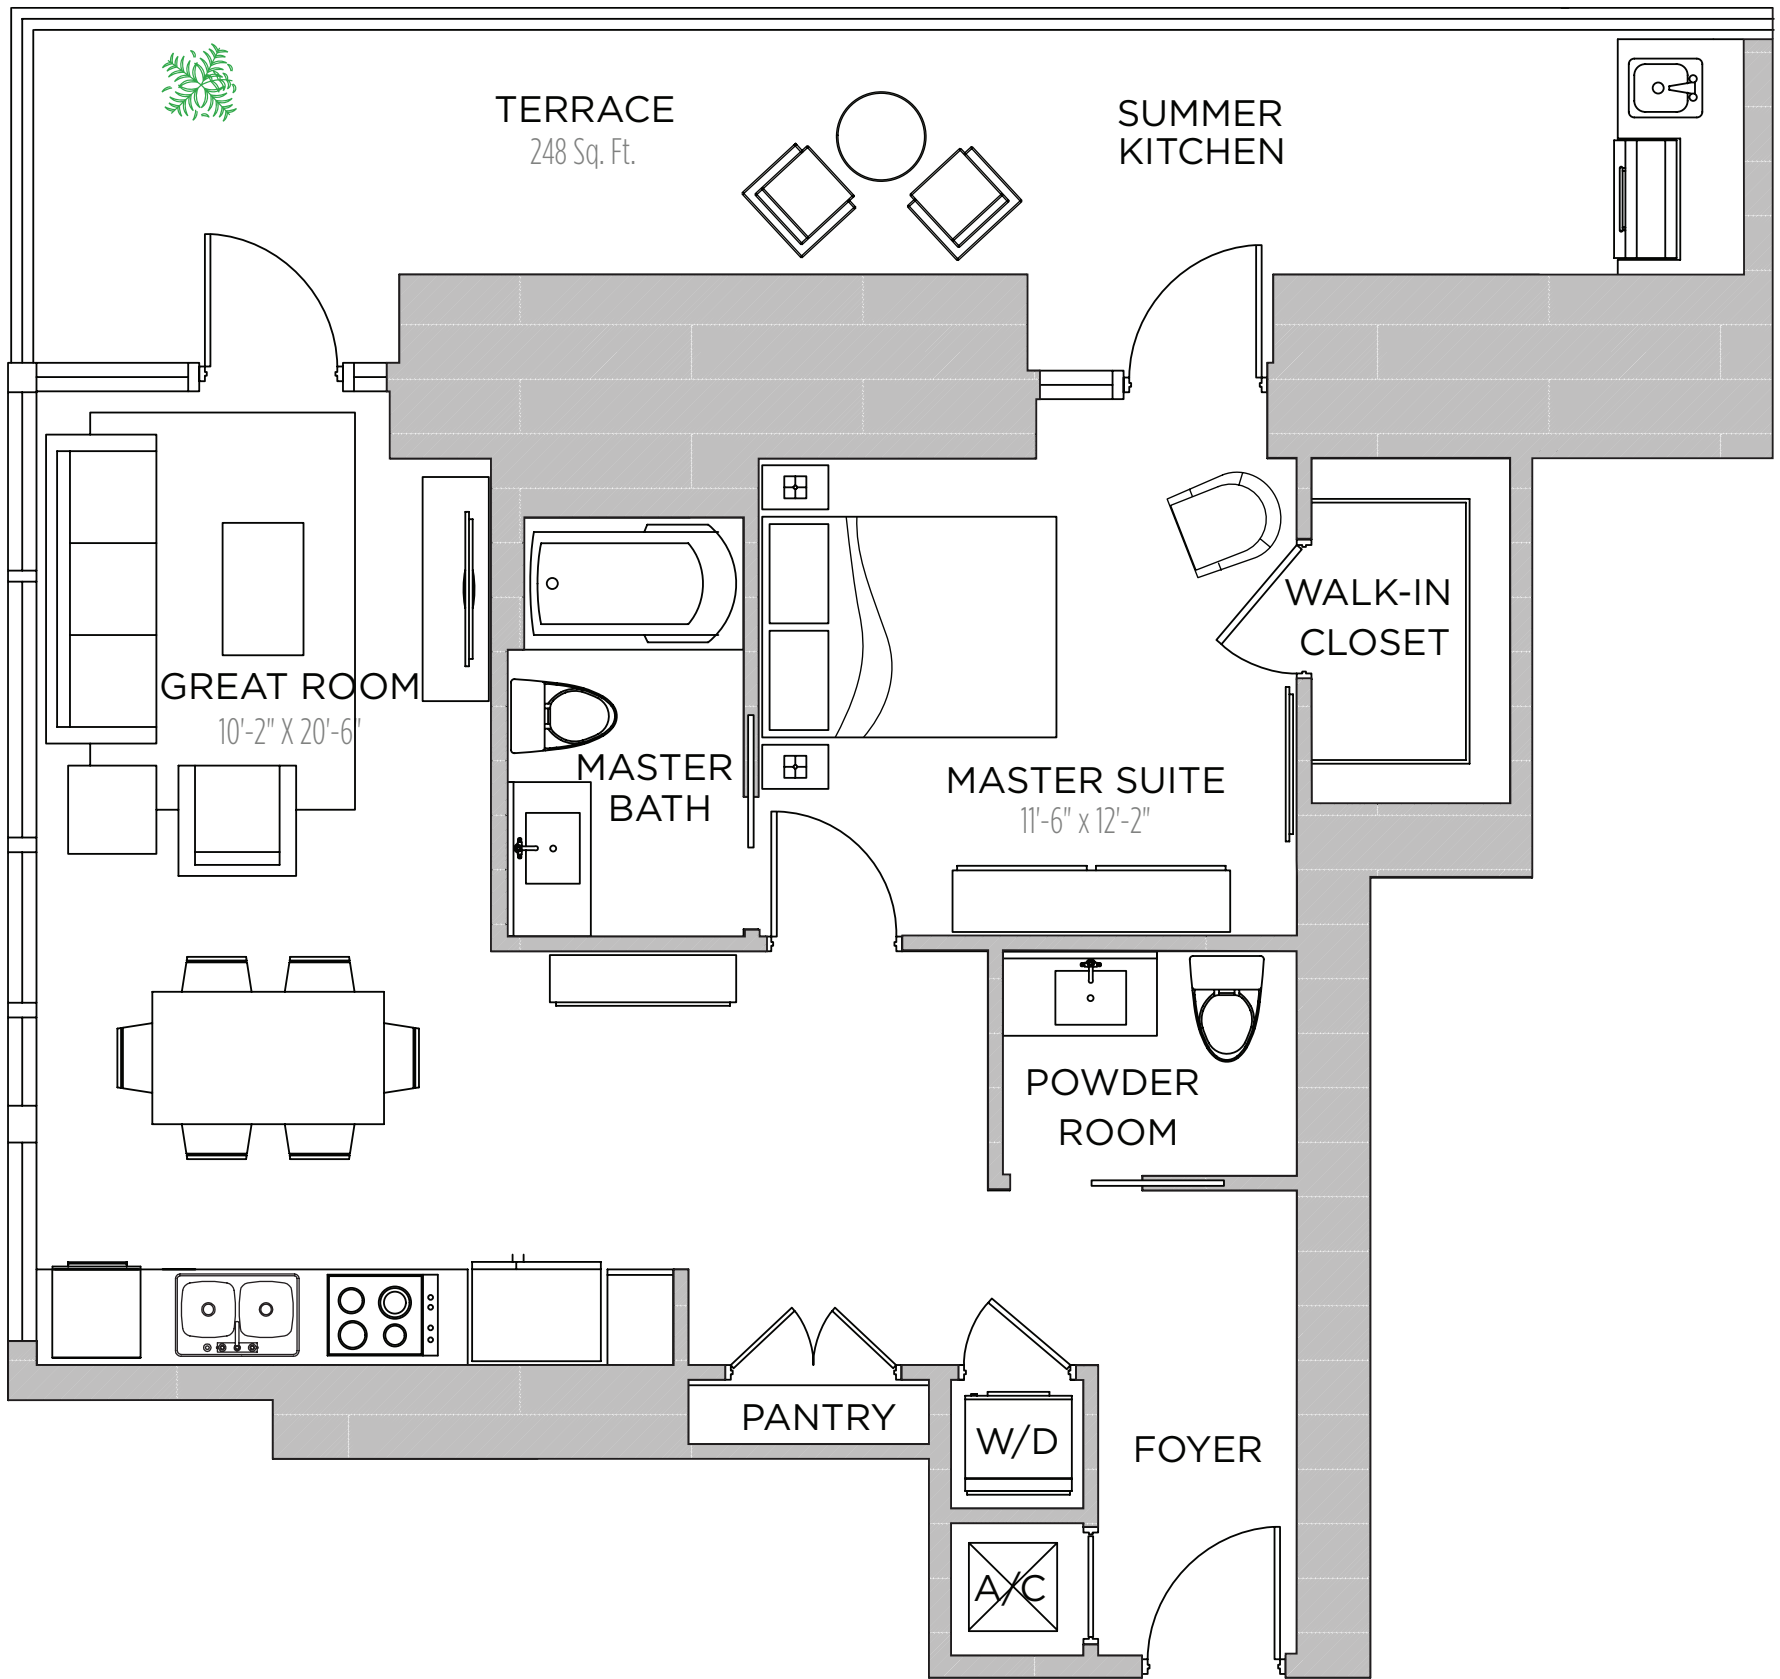 TERRACE
248 Sq. Ft.
SUMMER
KITCHEN
WALK-IN
CLOSET
GREAT ROOM
10'-2" X 20'-6"
MASTER
BATH
MASTER SUITE
11'-6" x 12'-2"
POWDER
ROOM
PANTRY
W/D
FOYER
A/C